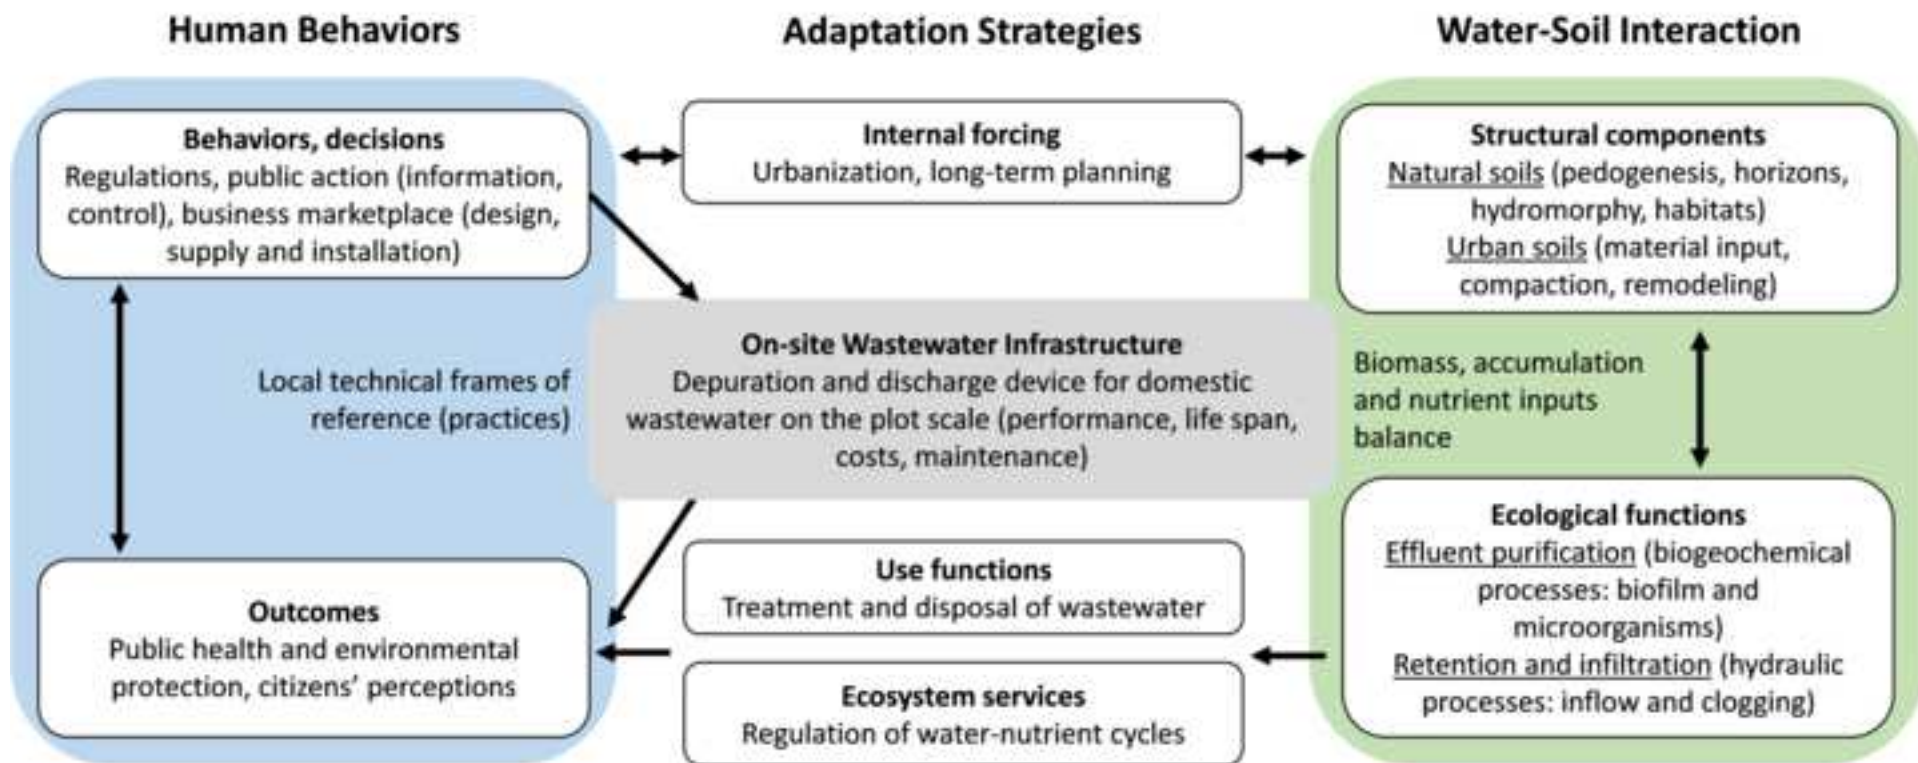 Human Behaviors
Adaptation Strategies
Water-Soil Interaction
Behaviors, decisions
Regulations, public action (information,
control), business marketplace (design,
supply and installation)
Local technical frames of
reference (practices)
Outcomes
Public health and environmental
protection, citizens’ perceptions
Internal forcing
Urbanization, long-term planning
On-site Wastewater Infrastructure
Depuration and discharge device for domestic
wastewater on the plot scale (performance, life span,
costs, maintenance)
Use functions
Treatment and disposal of wastewater
Ecosystem services
Regulation of water-nutrient cycles
Structural components
Natural soils (pedogenesis, horizons,
hydromorphy, habitats)
Urban soils (material input,
compaction, remodeling)
Biomass, accumulation
and nutrient inputs
balance
Ecological functions
Effluent purification (biogeochemical
processes: biofilm and
microorganisms)
Retention and infiltration (hydraulic
processes: inflow and clogging)